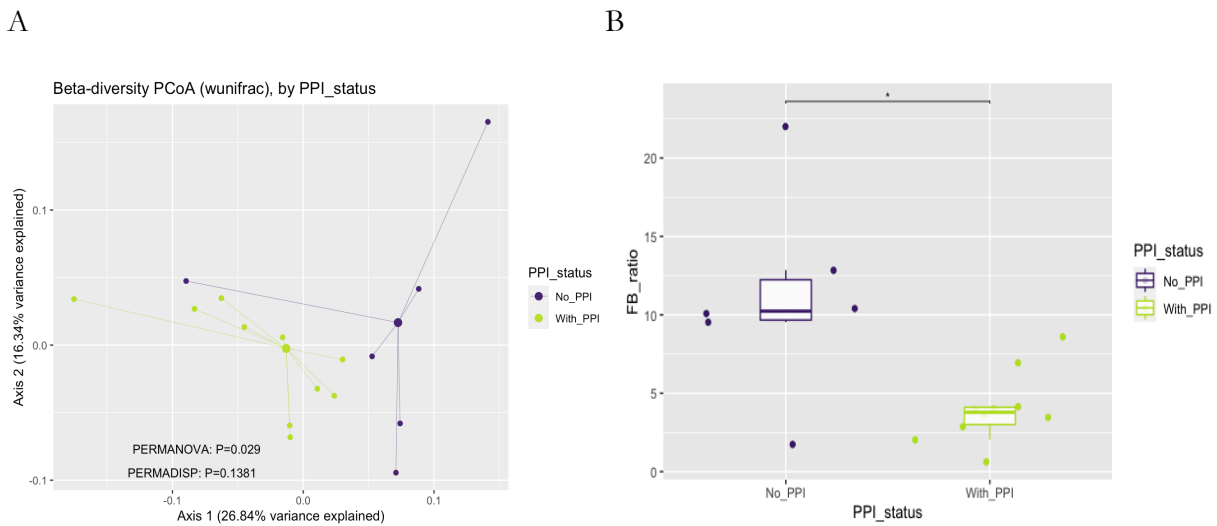 A
B
Beta-diversity PCoA (wunifrac), by PPI_status
Axis 2 (16.34% variance explained)
0.1
0.0
-0.1
PERMANOVA: P=0.029
PERMADISP: P=0.1381
-0.1
0.0
0.1
Axis 1 (26.84% variance explained)
PPI_status
No_PPI
With_PPI
*
FB_ratio
20
15
10
5
0
No_PPI
With_PPI
PPI_status
PPI_status
No_PPI
With_PPI